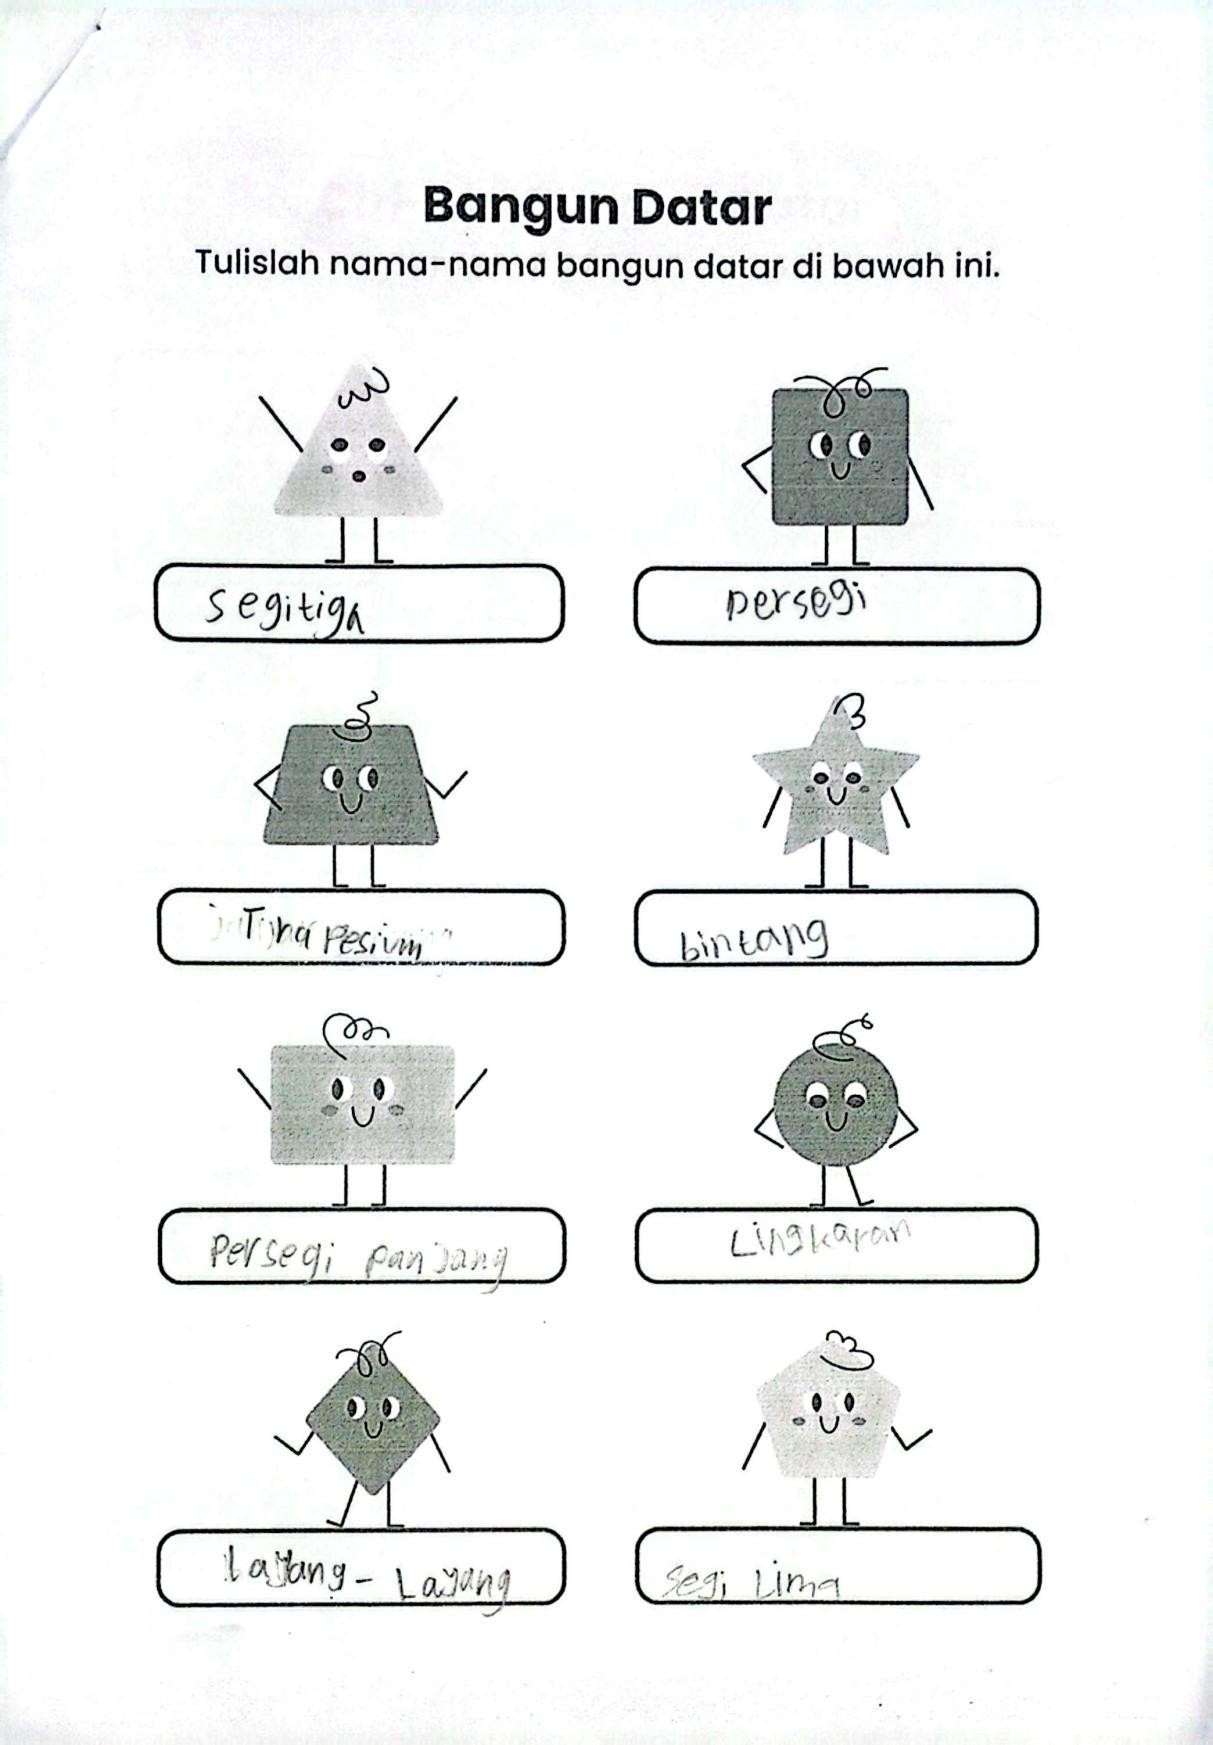 Bangun Datar
Tulislah nama-nama bangun datar di bawah ini.
segitiga
persegi
Pesium
bintang
Persegi panjang
Lingkaran
Layang - Layang
segi Lima